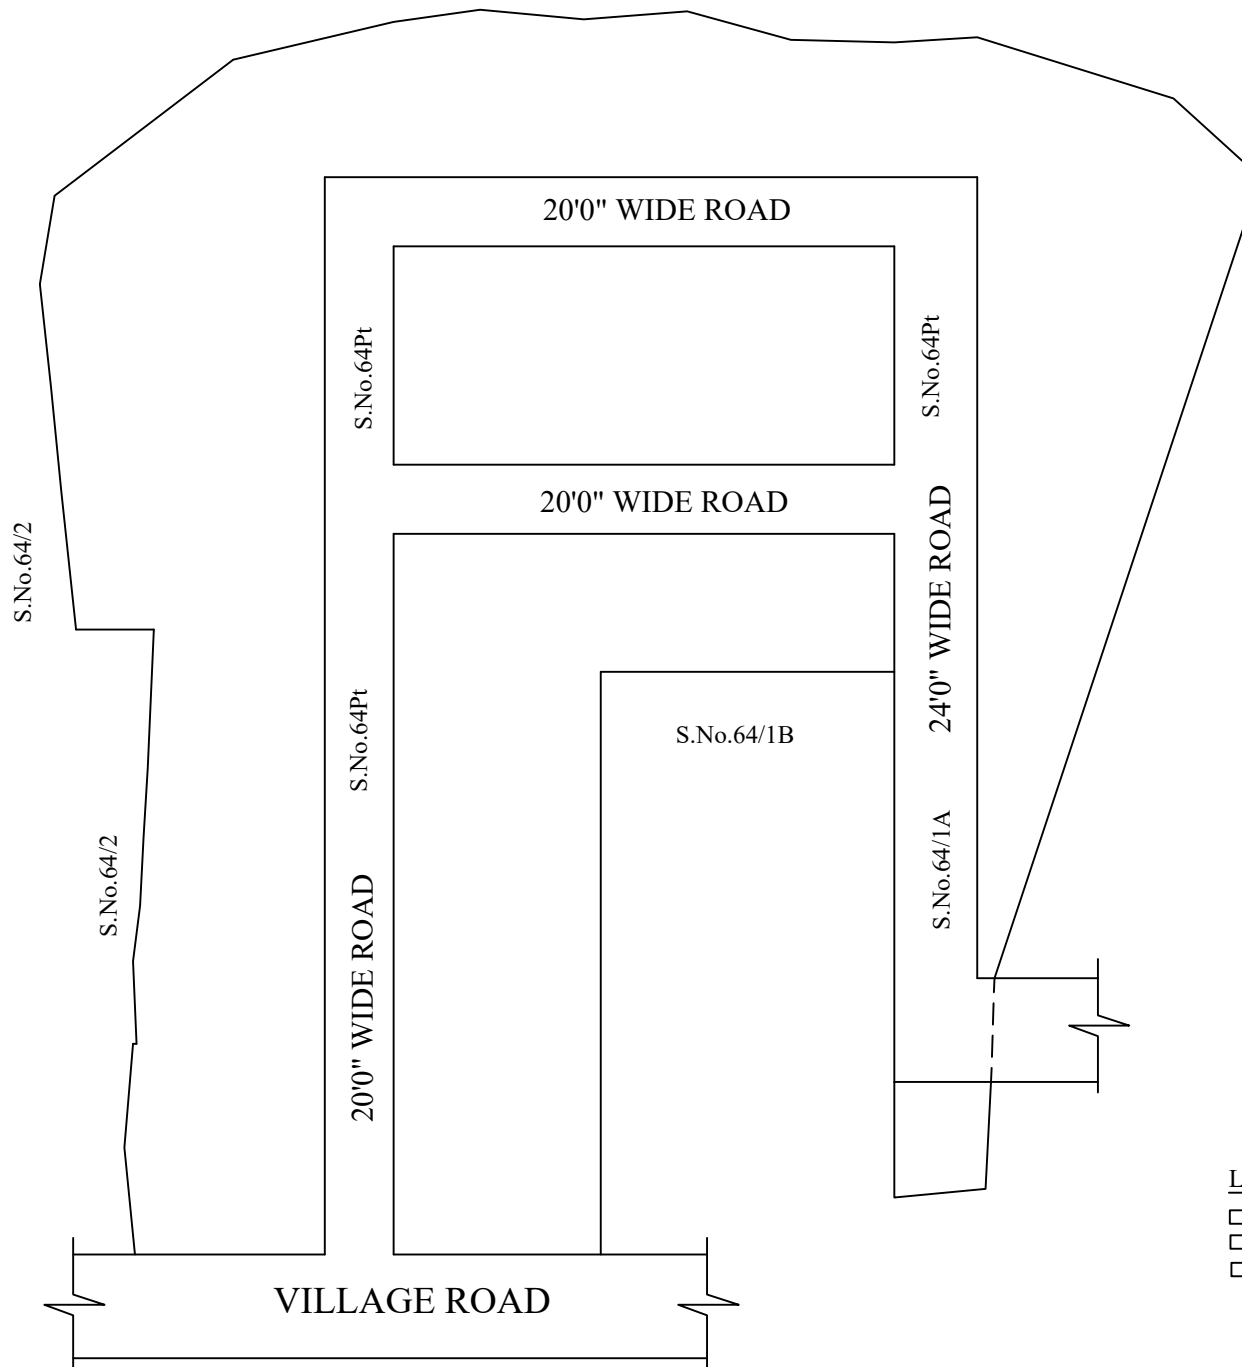 20'0" WIDE ROAD
S.No.64Pt
S.No.64Pt
20'0" WIDE ROAD
S.No.64/2
24'0" WIDE ROAD
S.No.64Pt
S.No.64/1B
S.No.64/2
S.No.64/1A
20'0" WIDE ROAD
L
VILLAGE ROAD